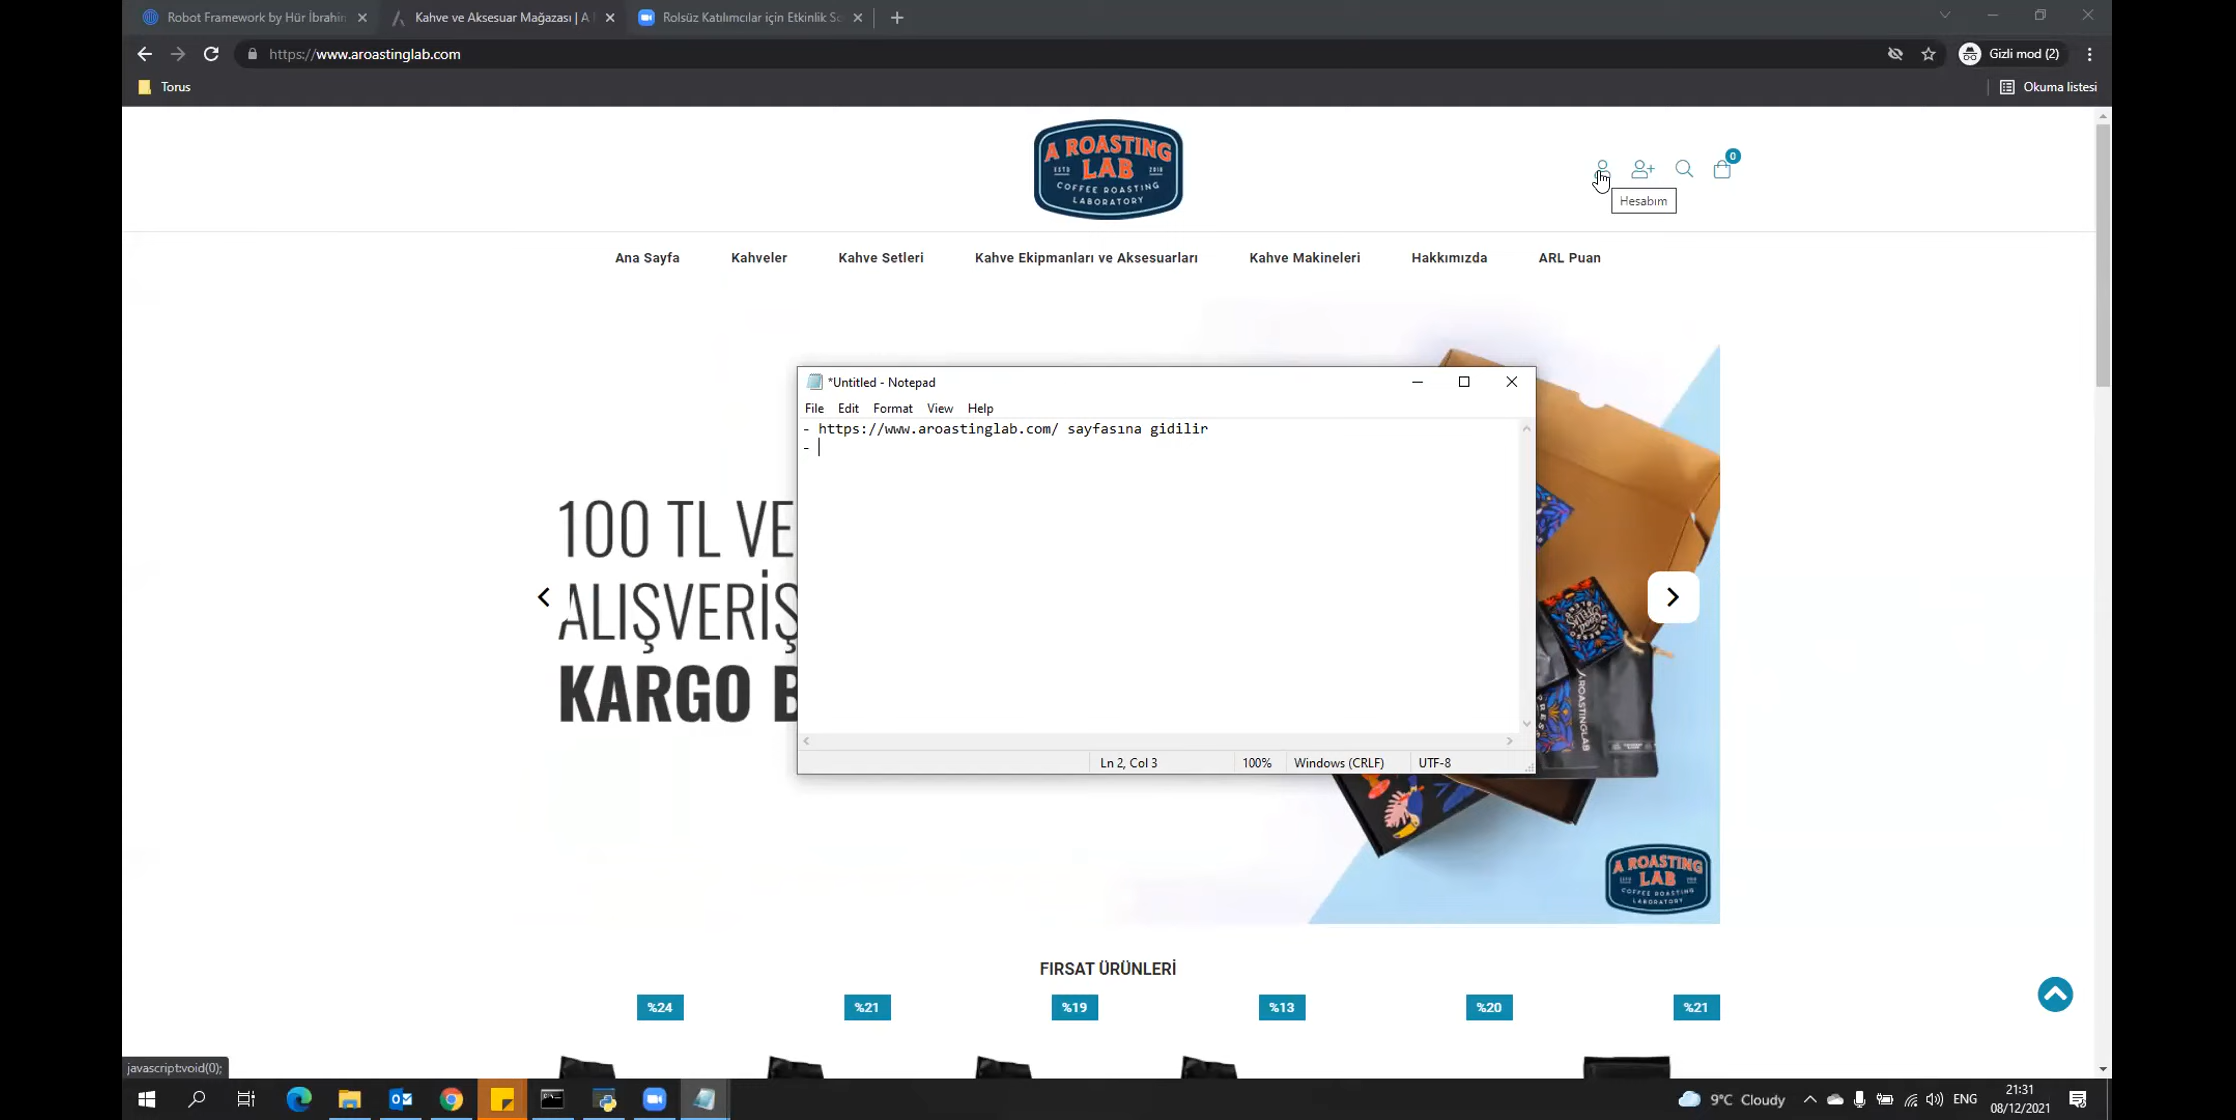 Robot Framework by Hür İbrahim
Kahve ve Aksesuar Mağazası | A
Rolsüz Katılımcılar için Etkinlik
https://www.aroastinglab.com
Gizli mod (2)
Torus
Okuma listesi
A ROASTING
LAB
COFFEE ROASTING
LABORATORY
0
Hesabım
Ana Sayfa
Kahveler
Kahve Setleri
Kahve Ekipmanları ve Aksesuarları
Kahve Makineleri
Hakkımızda
ARL Puan
*Untitled - Notepad
File Edit Format View Help
- https://www.aroastinglab.com/ sayfasına gidilir
-
100 TL VE
ALIŞVERİŞ
KARGO B
Ln 2, Col 3
100%
Windows (CRLF)
UTF-8
A ROASTING
LAB
COFFEE ROASTING
LABORATORY
FIRSAT ÜRÜNLERİ
%24
%21
%19
%13
%20
%21
javascript:void(0);
9°C Cloudy
ENG
21:31
08/12/2021